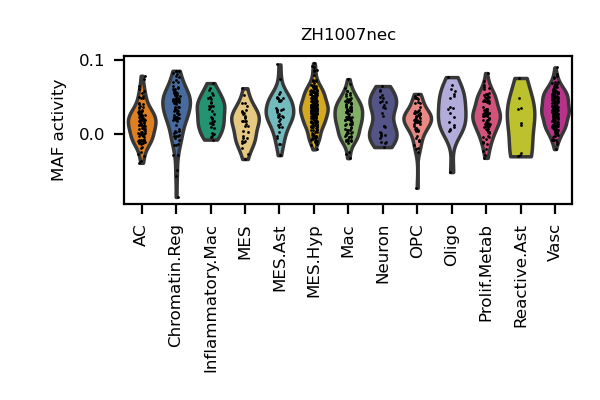 ZH1007nec
MAF activity
0.1
0.0
AC
Chromatin.Reg
Inflammatory.Mac
MES
MES.Ast
MES.Hyp
Mac
Neuron
OPC
Oligo
Prolif.Metab
Reactive.Ast
Vasc